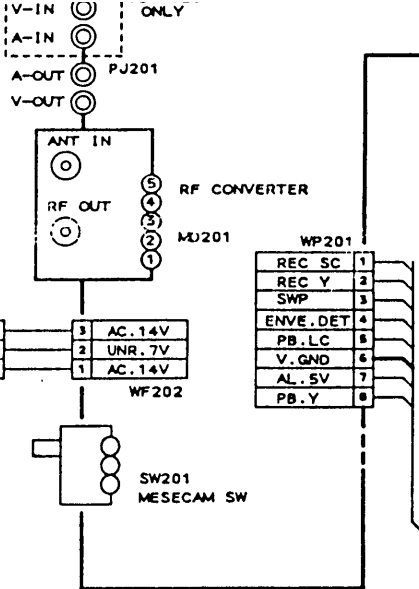 V-IN
ONLY
A-IN
A-OUT
PJ201
V-OUT
ANT IN
RF OUT
5
4
3
2
1
RF CONVERTER
MD201
WP201
REC SC 1
REC Y 2
SWP 3
ENVE.DET 4
PB.LC 5
V.GND 6
AL.5V 7
PB.Y 8
3 AC.14V
2 UNR.7V
1 AC.14V
WF202
SW201
MESECAM SW